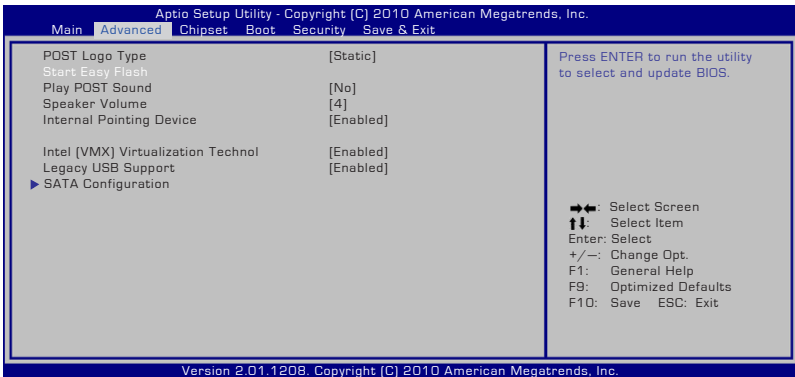 Aptio Setup Utility - Copyright (C) 2010 American Megatrends, Inc.
Main Advanced Chipset Boot Security Save & Exit
POST Logo Type [Static]
Start Easy Flash
Play POST Sound [No]
Speaker Volume [4]
Internal Pointing Device [Enabled]
Intel (VMX) Virtualization Technol [Enabled]
Legacy USB Support [Enabled]
SATA Configuration
Press ENTER to run the utility
to select and update BIOS.
→←: Select Screen
↑↓: Select Item
Enter: Select
+/—: Change Opt.
F1: General Help
F9: Optimized Defaults
F10: Save ESC: Exit
Version 2.01.1208. Copyright (C) 2010 American Megatrends, Inc.